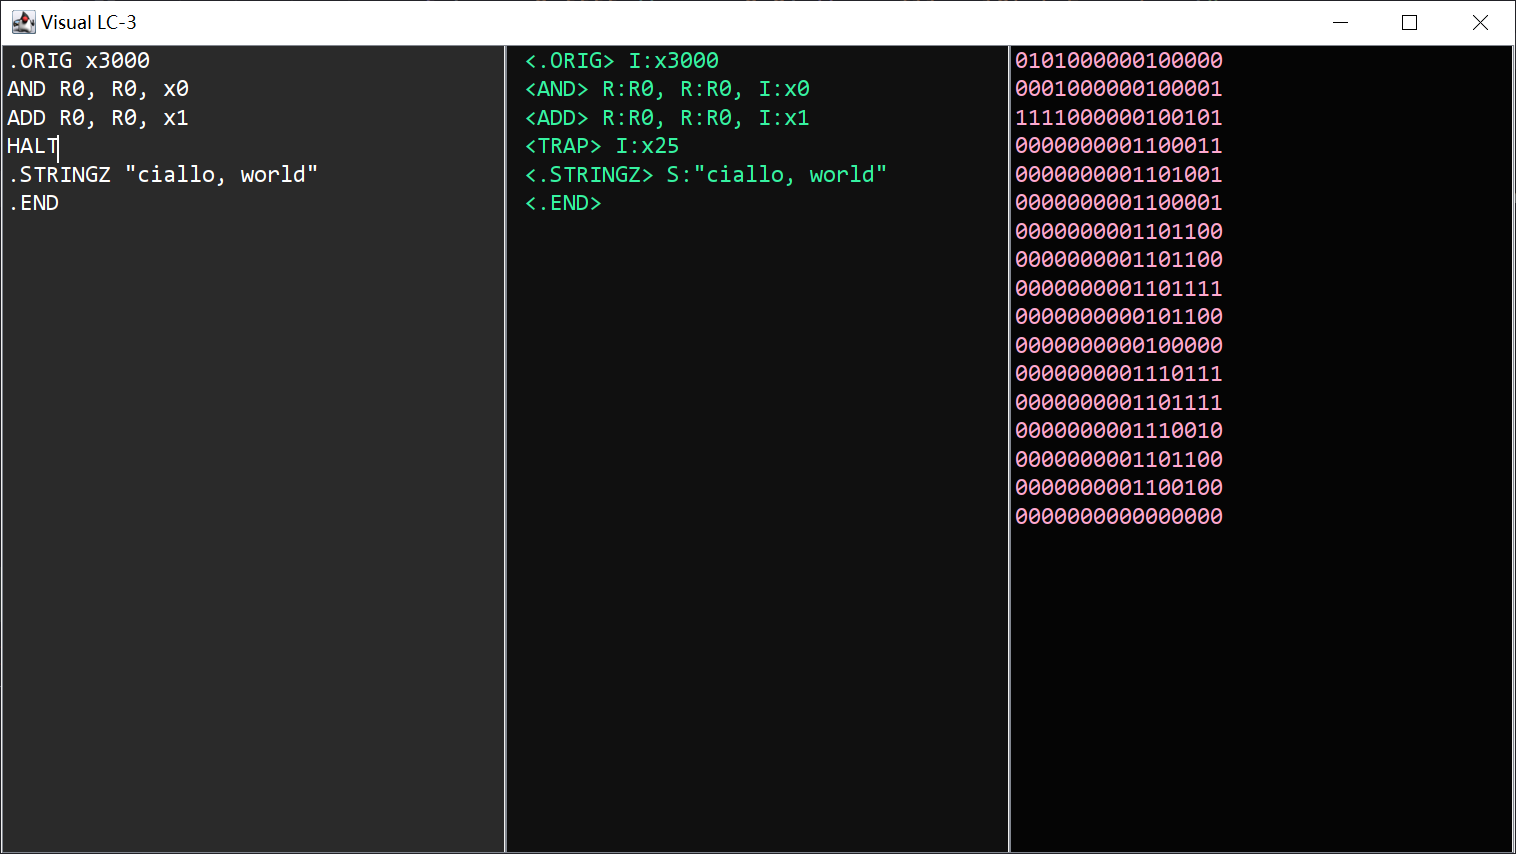 Visual LC-3
.ORIG x3000
AND R0, R0, x0
ADD R0, R0, x1
HALT
.STRINGZ "ciallo, world"
.END
<.ORIG> I:x3000
<AND> R:R0, R:R0, I:x0
<ADD> R:R0, R:R0, I:x1
<TRAP> I:x25
<.STRINGZ> S:"ciallo, world"
<.END>
0101000000100000
0001000000100001
1111000000100101
0000000001100011
0000000001101001
0000000001100001
0000000001101100
0000000001101100
0000000001101111
0000000000101100
0000000000100000
0000000001110111
0000000001101111
0000000001110010
0000000001101100
0000000001100100
0000000000000000